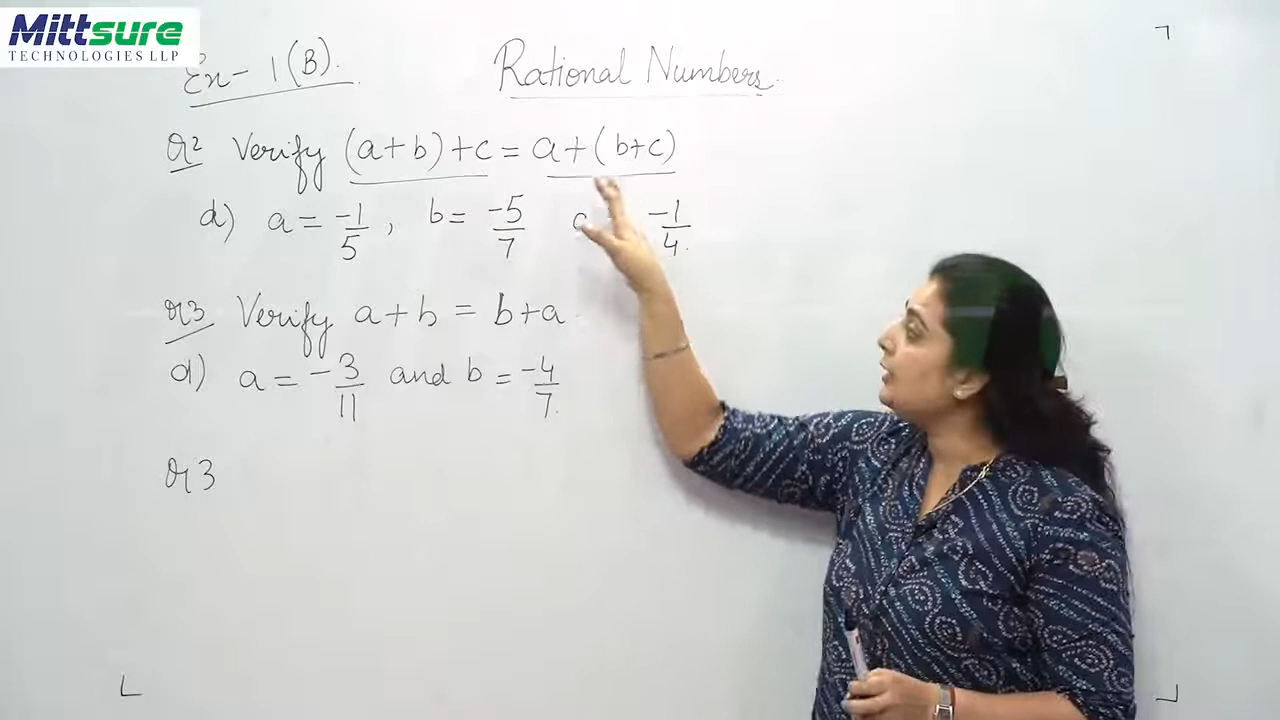 Mittsure
TECHNOLOGIES LLP
Ex- 1(B).
Rational Numbers
Q2 Verify (a+b)+c = a+(b+c)
d) a = -1/5, b = -5/7 -1/4.
Q3 Verify a+b = b+a.
d) a = -3/11 and b = -4/7.
Q3